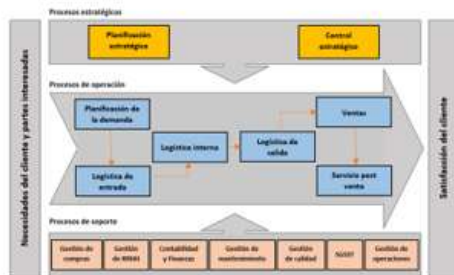 Procesos estratégicos
Planificación
estratégica
Control
estratégico
Necesidades del cliente y partes interesadas
Procesos de operación
Planificación de
la demanda
Logística de
entrada
Logística interna
Logística de
salida
Ventas
Servicio post
venta
Satisfacción del cliente
Procesos de soporte
Gestión de
compras
Gestión
de RRHH
Contabilidad
y Finanzas
Gestión de
mantenimiento
Gestión
de calidad
SGSST
Gestión de
operaciones